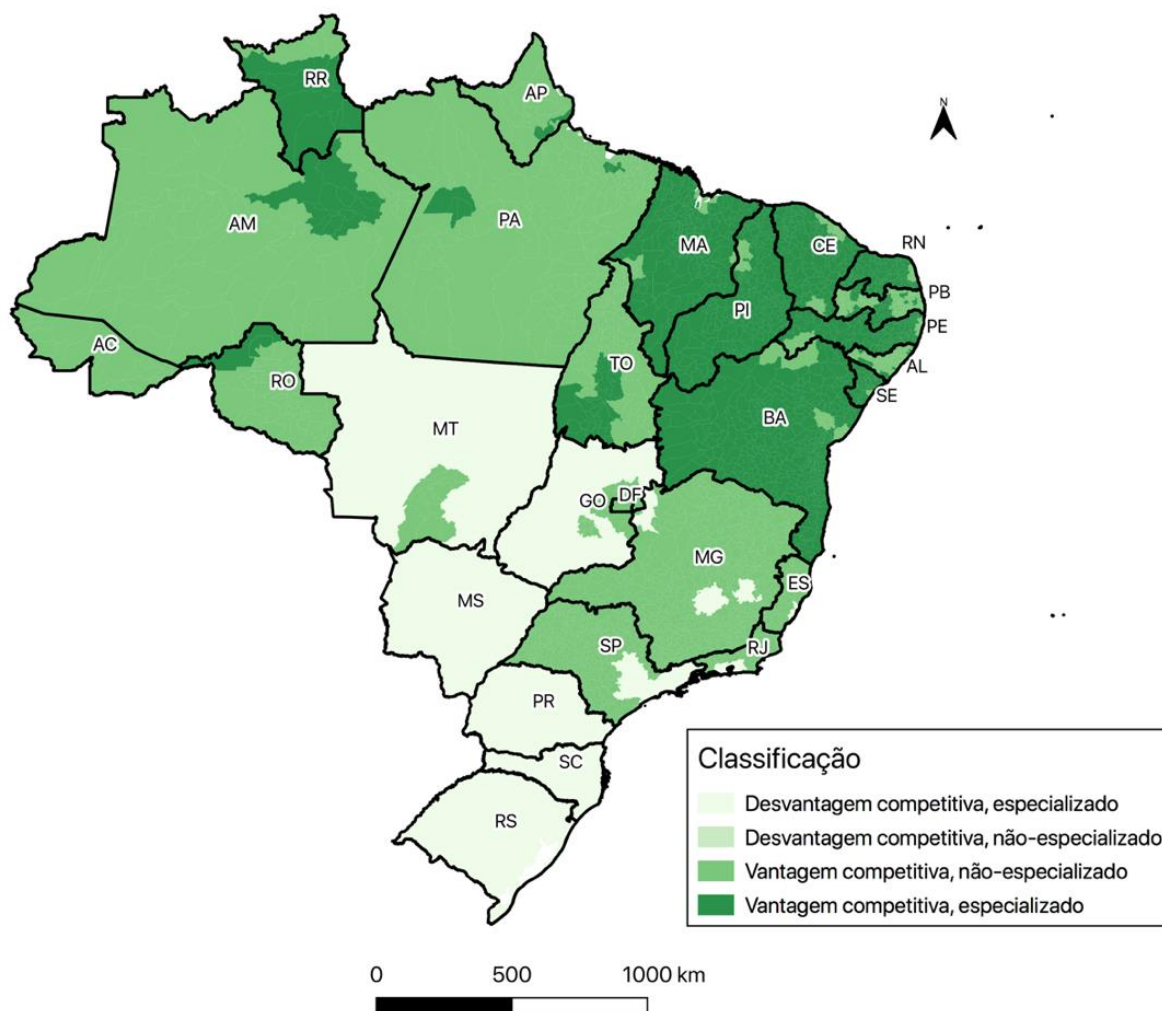 RR
AP
N
AM
PA
MA
CE
RN
PB
PI
PE
AC
TO
AL
RO
SE
BA
MT
GO
DF
MG
ES
MS
SP
RJ
PR
SC
RS
Classificação
Desvantagem competitiva, especializado
Desvantagem competitiva, não-especializado
Vantagem competitiva, não-especializado
Vantagem competitiva, especializado
0 500 1000 km